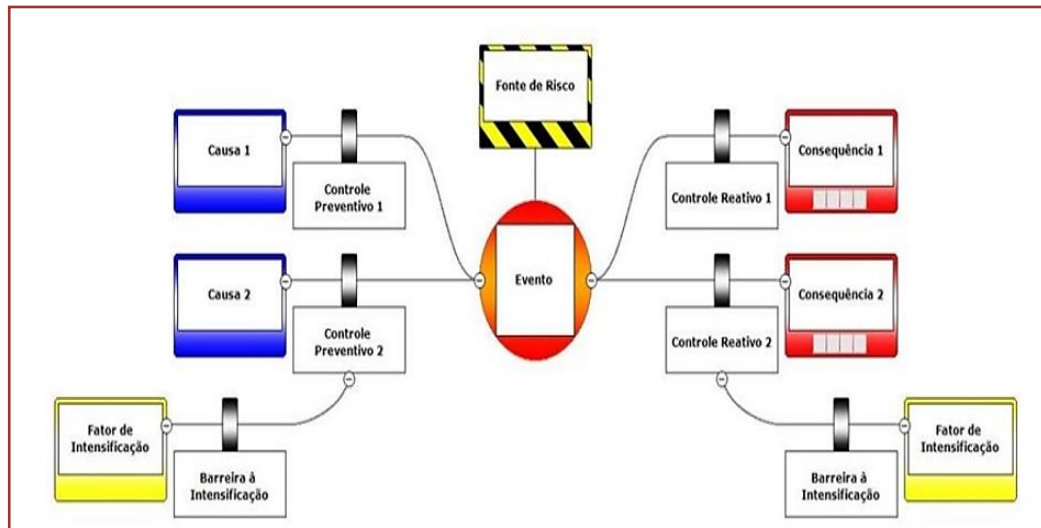 Fonte de Risco
Causa 1
Controle
Preventivo 1
Controle Reativo 1
Consequência 1
Causa 2
Controle
Preventivo 2
Evento
Controle Reativo 2
Consequência 2
Fator de
Intensificação
Barreira à
Intensificação
Barreira à
Intensificação
Fator de
Intensificação